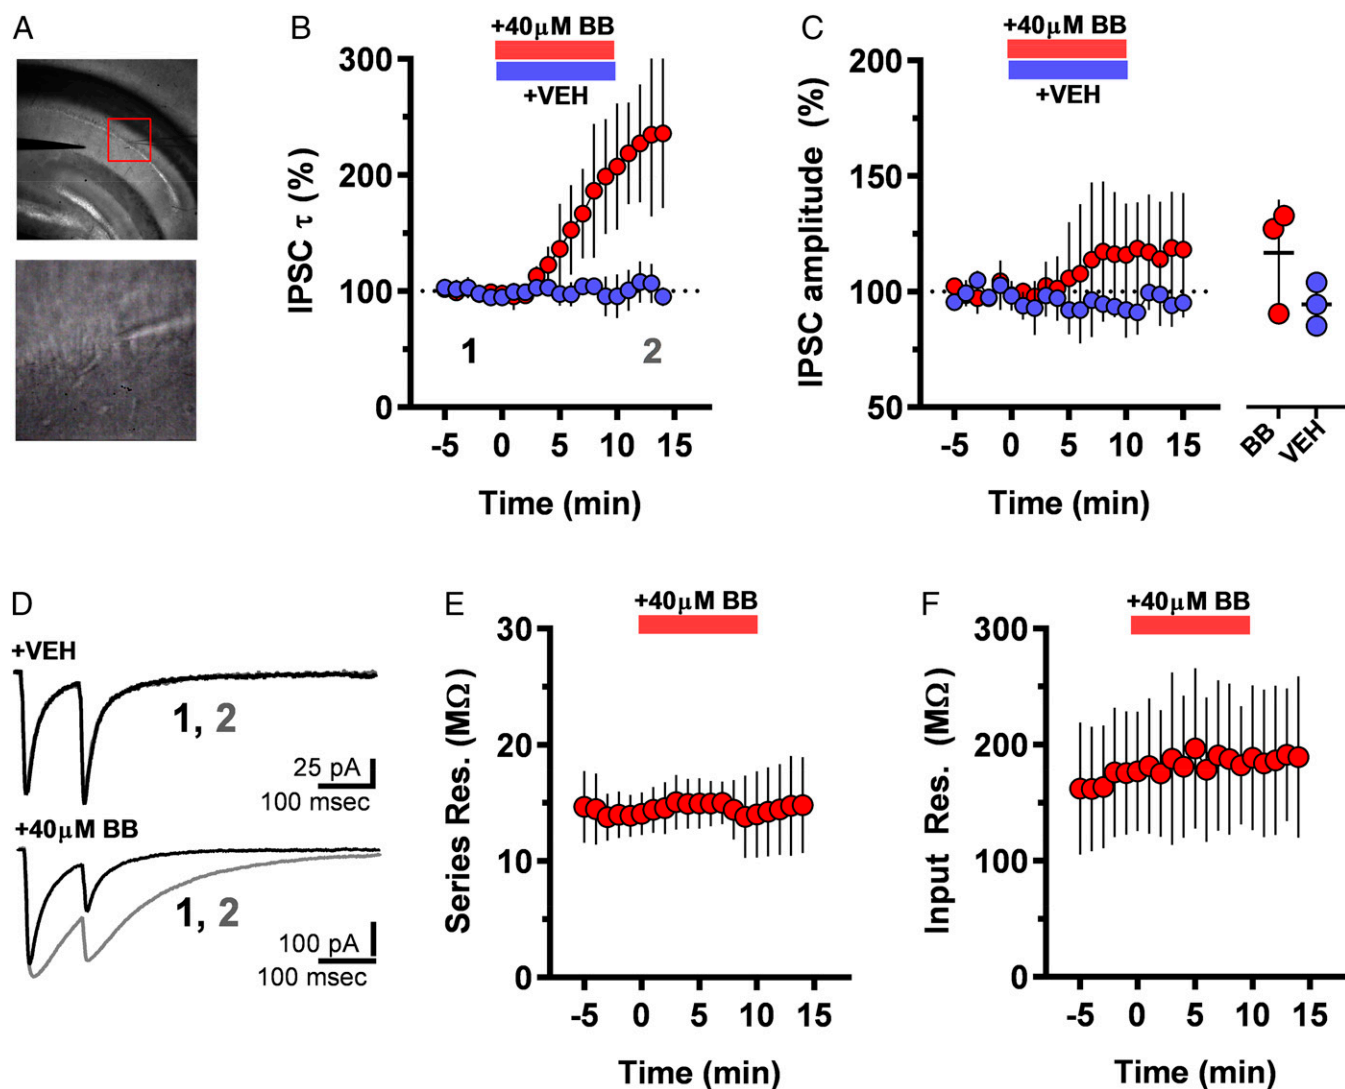 A
B
+40μM BB
+VEH
IPSC τ (%)
300
200
100
0
1
2
-5 0 5 10 15
Time (min)
C
+40μM BB
+VEH
IPSC amplitude (%)
200
150
100
50
-5 0 5 10 15
Time (min)
BB
VEH
D
+VEH
1, 2
25 pA
100 msec
+40μM BB
1, 2
100 pA
100 msec
E
+40μM BB
Series Res. (MΩ)
30
20
10
0
-5 0 5 10 15
Time (min)
F
+40μM BB
Input Res. (MΩ)
300
200
100
0
-5 0 5 10 15
Time (min)